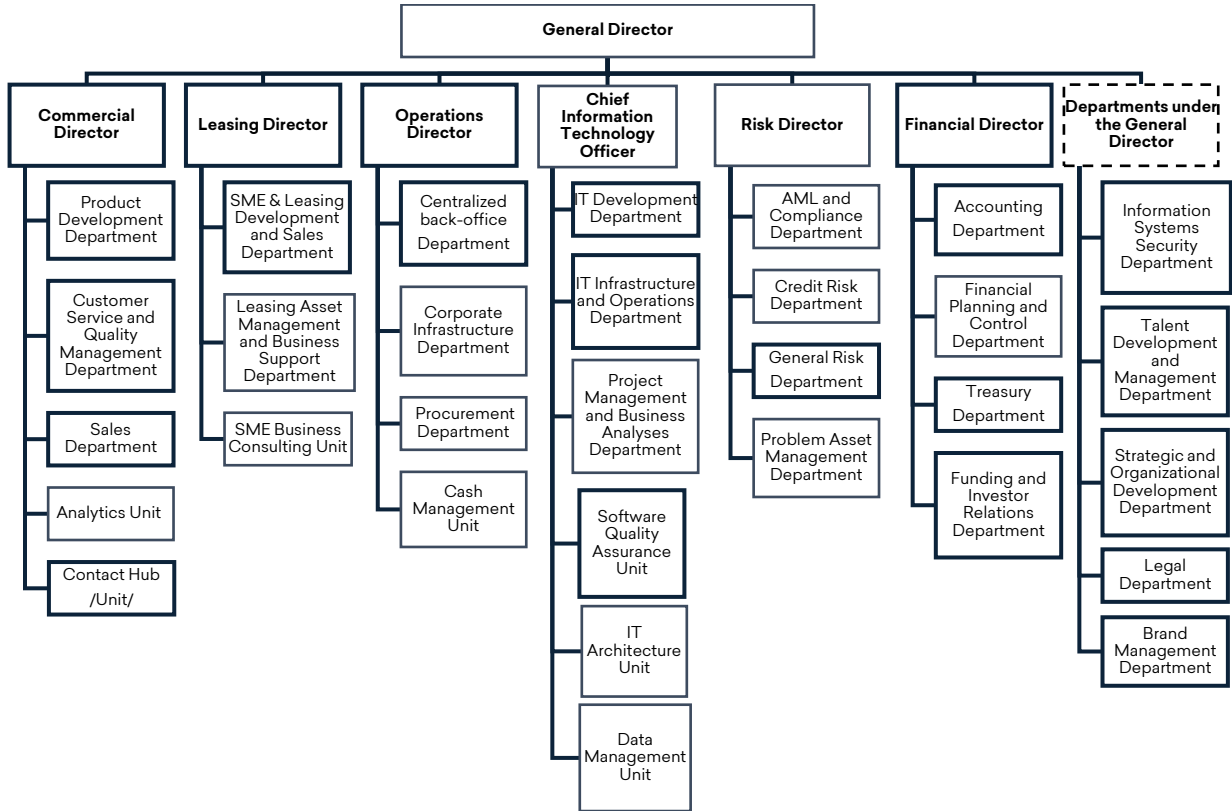 General Director
Commercial
Director
Leasing Director
Operations
Director
Chief
Information
Technology
Officer
Risk Director
Financial Director
Departments under
the General
Director
Product
Development
Department
Customer
Service and
Quality
Management
Department
Sales
Department
Analytics Unit
Contact Hub
/Unit/
SME & Leasing
Development
and Sales
Department
Leasing Asset
Management
and Business
Support
Department
SME Business
Consulting Unit
Centralized
back-office
Department
Corporate
Infrastructure
Department
Procurement
Department
Cash
Management
Unit
IT Development
Department
IT Infrastructure
and Operations
Department
Project
Management
and Business
Analyses
Department
Software
Quality
Assurance
Unit
IT
Architecture
Unit
Data
Management
Unit
AML and
Compliance
Department
Credit Risk
Department
General Risk
Department
Problem Asset
Management
Department
Accounting
Department
Financial
Planning and
Control
Department
Treasury
Department
Funding and
Investor
Relations
Department
Information
Systems
Security
Department
Talent
Development
and
Management
Department
Strategic and
Organizational
Development
Department
Legal
Department
Brand
Management
Department